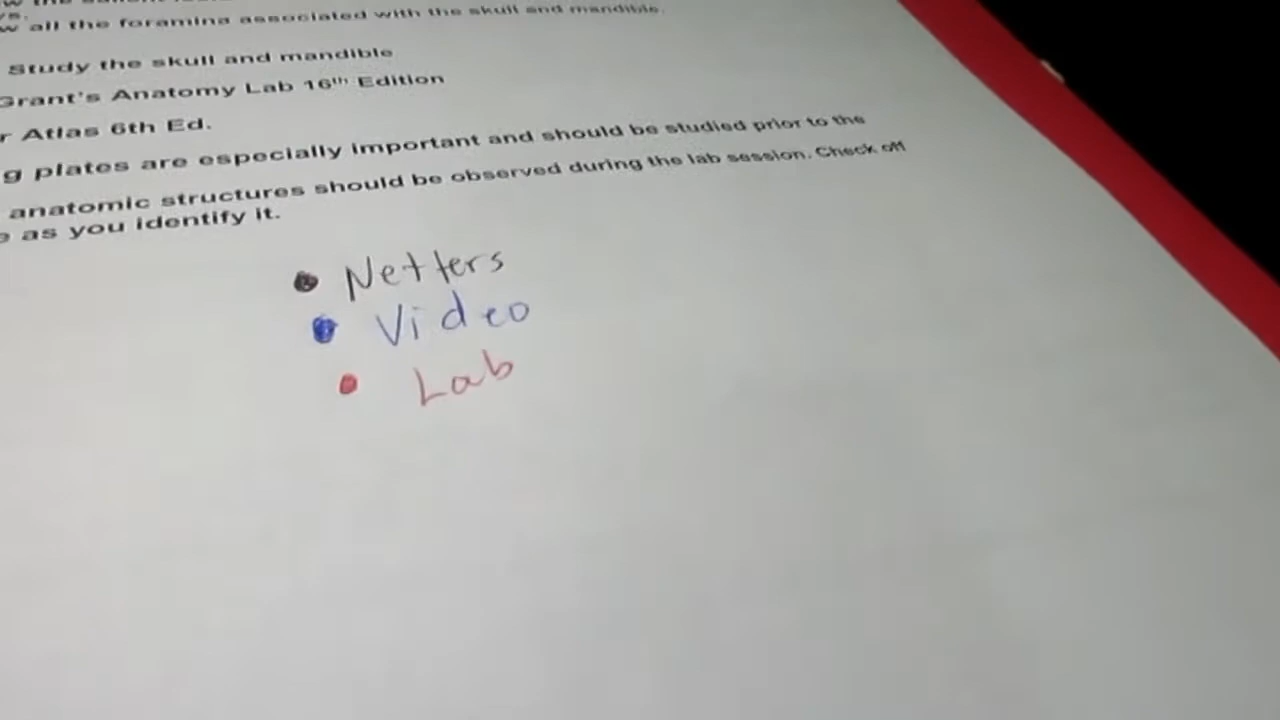 all the foramina associated with the skull and mandible.
Study the skull and mandible
Grant's Anatomy Lab 16th Edition
r Atlas 6th Ed.
g plates are especially important and should be studied prior to the
anatomic structures should be observed during the lab session. Check off
e as you identify it.
• Netters
• Video
• Lab